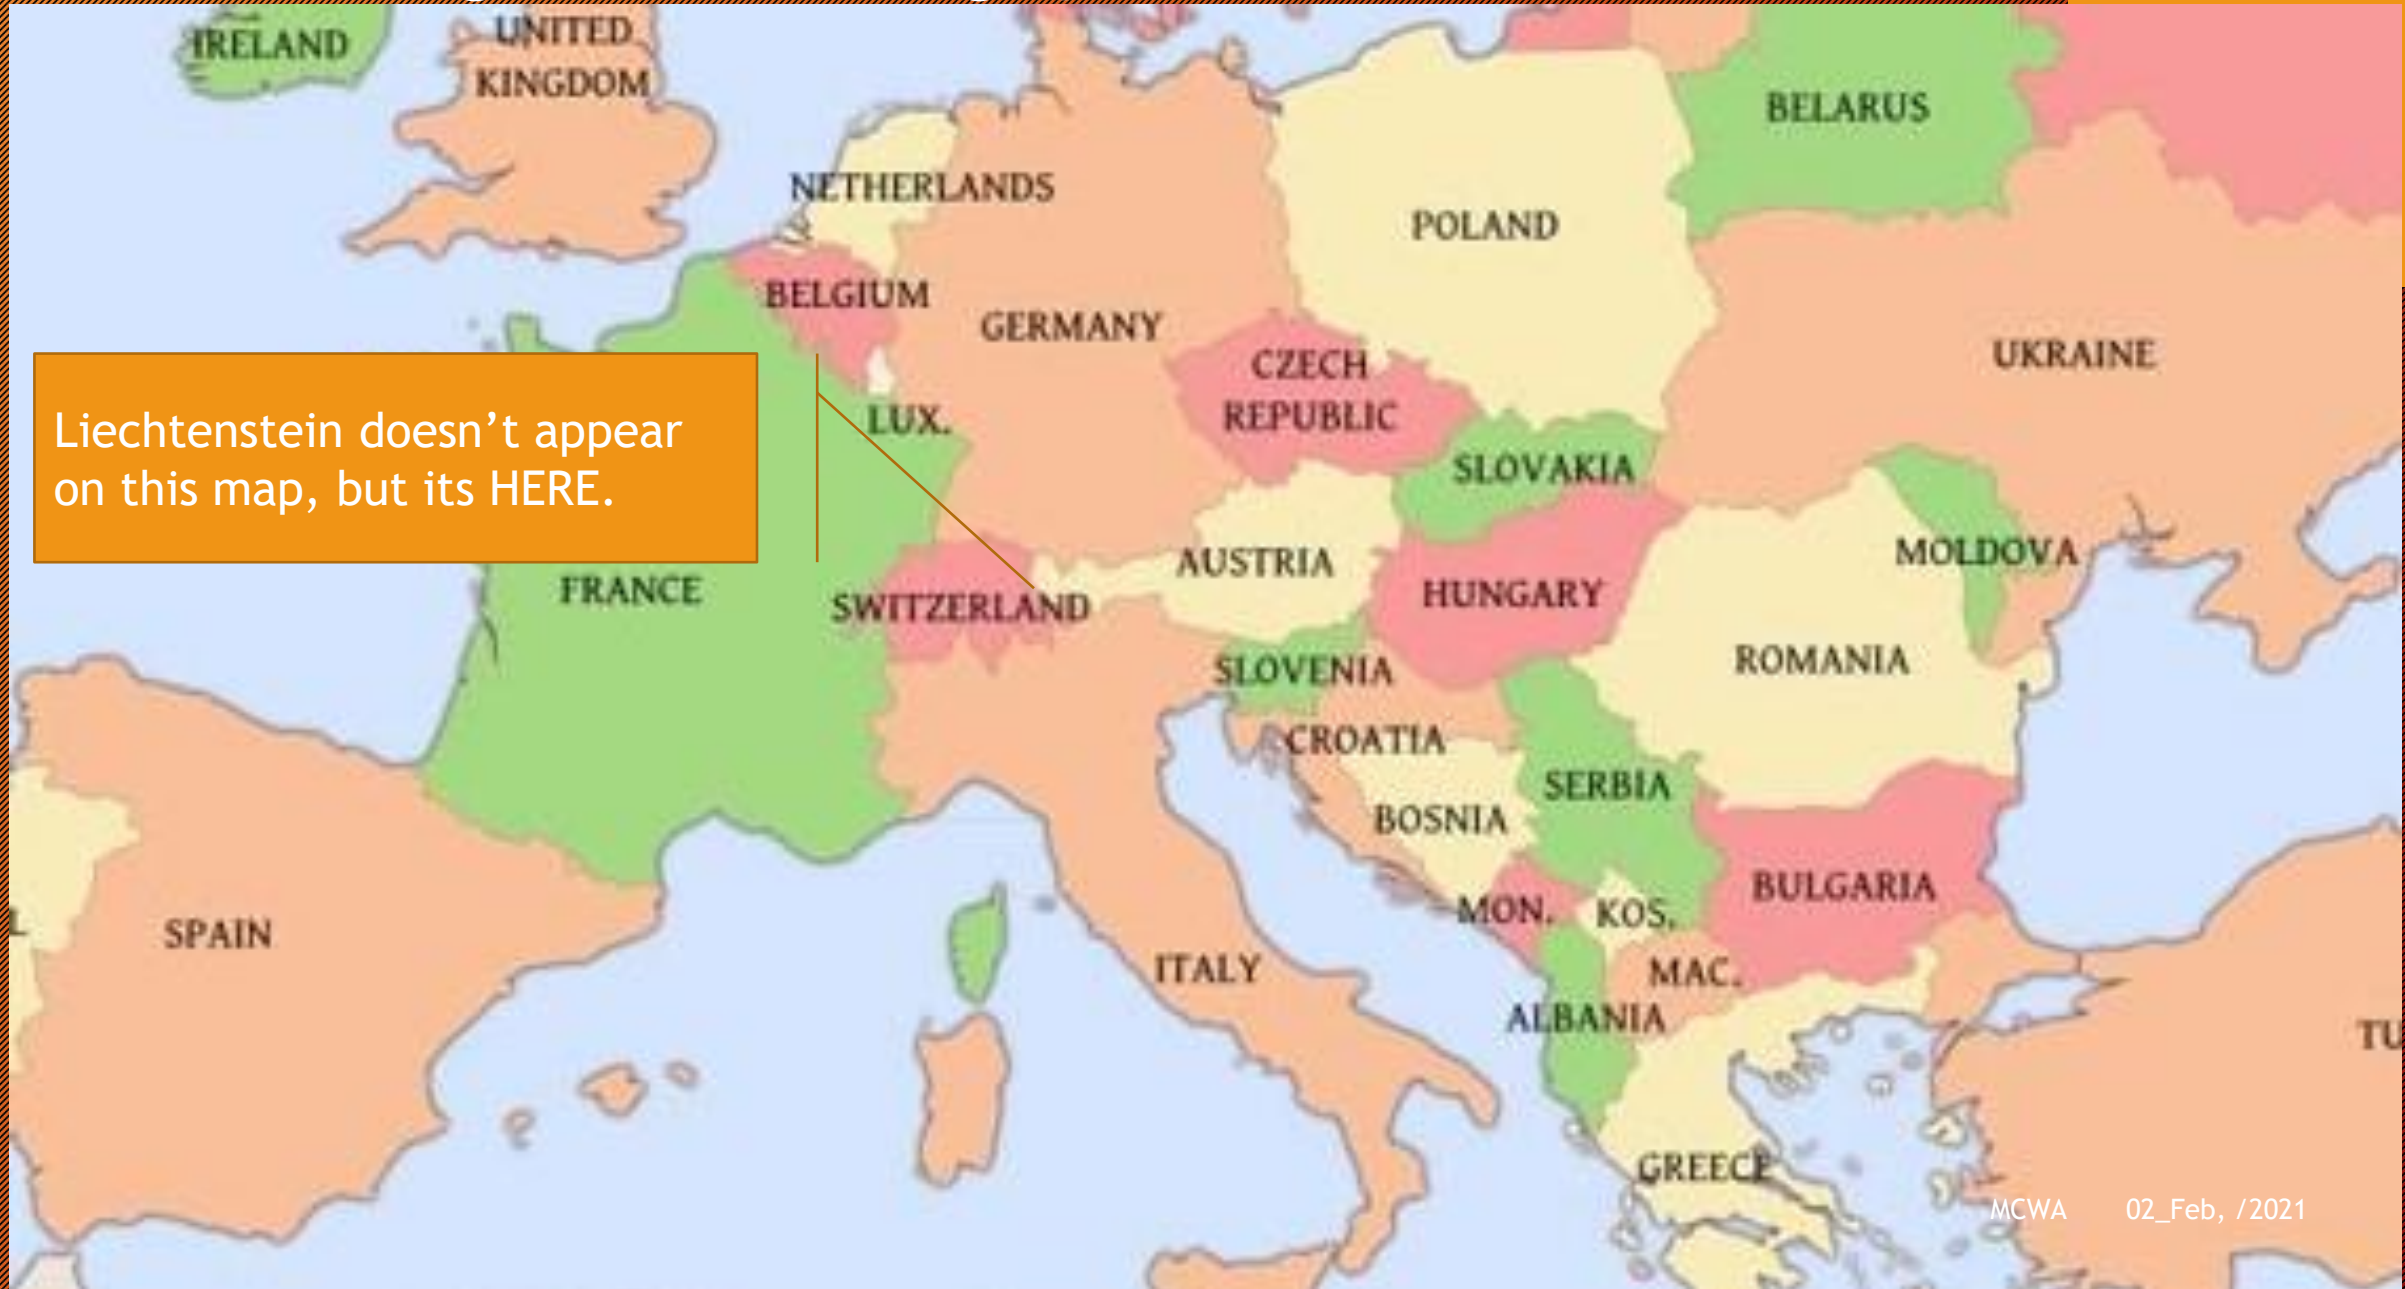 IRELAND
UNITED
KINGDOM
BELARUS
NETHERLANDS
POLAND
BELGIUM
GERMANY
UKRAINE
CZECH
REPUBLIC
LUX.
Liechtenstein doesn’t appear
on this map, but its HERE.
SLOVAKIA
AUSTRIA
MOLDOVA
FRANCE
SWITZERLAND
HUNGARY
SLOVENIA
ROMANIA
CROATIA
SERBIA
BOSNIA
BULGARIA
MON.
KOS.
SPAIN
ITALY
MAC.
ALBANIA
GREECE
MCWA 02_Feb, /2021